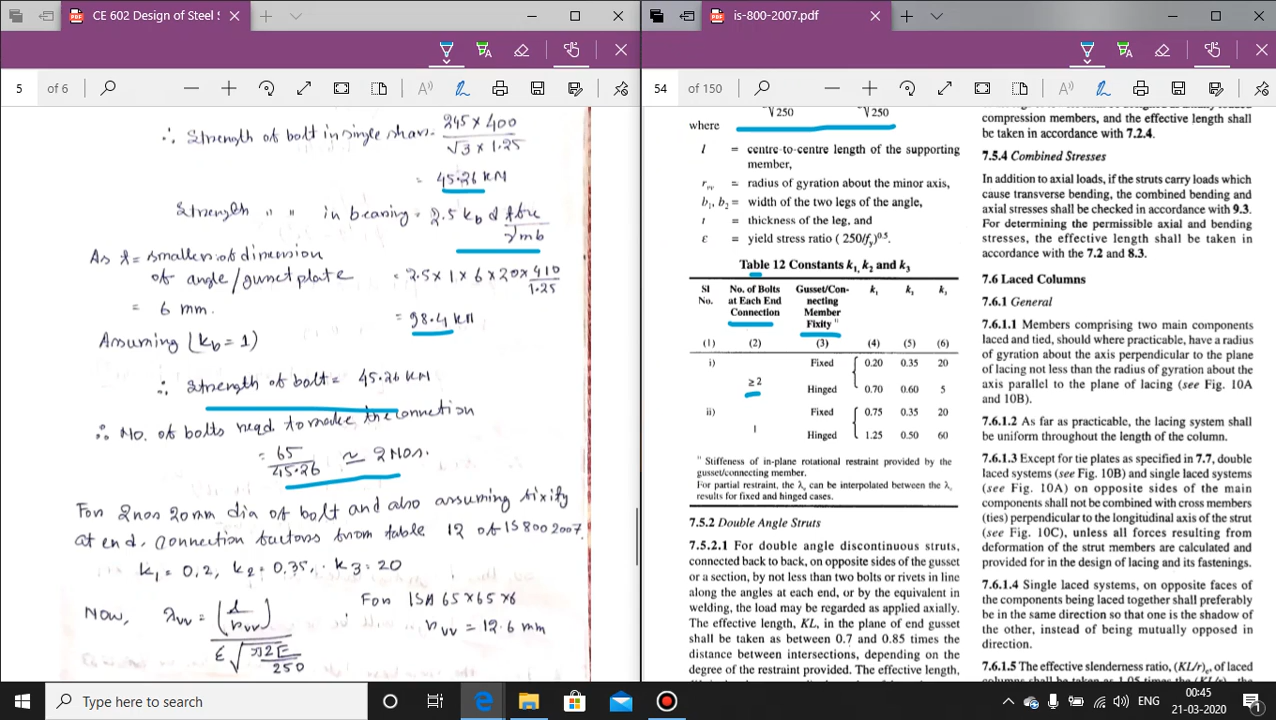 CE 602 Design of Steel S
is-800-2007.pdf
5 of 6
54 of 150
∴ Strength of bolt in single shar. 245 × 400
√3 × 1.25
= 45.26 KN
Strength " " in bearing = 2.5 kb d t fu
γmb
As t = smaller of dimension
of angle/gusset plate
= 2.5 × 1 × 6 × 20 × 410
1.25
= 6 mm.
= 98.4 KN
Assuming (kb = 1)
∴ Strength of bolt = 45.26 KN
∴ No. of bolts reqd to make the connection
= 65
45.26 ≃ 2 Nos.
For 2 nos 20mm dia of bolt and also assuming fixify
at end. Connection factors from table 12 of IS 800 2007.
k1 = 0.2, k2 = 0.35, k3 = 20
For ISA 65×65×6
Now, λvv = (l
rvv)
ε √π2E
250
rvv = 12.6 mm
√ 250 √ 250
where
l = centre-to-centre length of the supporting
member,
rvv = radius of gyration about the minor axis,
b1, b2 = width of the two legs of the angle,
t = thickness of the leg, and
ε = yield stress ratio ( 250/fy)0.5.
Table 12 Constants k1, k2 and k3
Sl No. of Bolts Gusset/Con- k1 k2 k3
No. at Each End necting
Connection Member
Fixity 1)
(1) (2) (3) (4) (5) (6)
i) Fixed 0.20 0.35 20
≥2
Hinged 0.70 0.60 5
ii) Fixed 0.75 0.35 20
1
Hinged 1.25 0.50 60
1) Stiffeness of in-plane rotational restraint provided by the
gusset/connecting member.
For partial restraint, the λe can be interpolated between the λe
results for fixed and hinged cases.
7.5.2 Double Angle Struts
7.5.2.1 For double angle discontinuous struts,
connected back to back, on opposite sides of the gusset
or a section, by not less than two bolts or rivets in line
along the angles at each end, or by the equivalent in
welding, the load may be regarded as applied axially.
The effective length, KL, in the plane of end gusset
shall be taken as between 0.7 and 0.85 times the
distance between intersections, depending on the
degree of the restraint provided. The effective length,
compression members, and the effective length shall
be taken in accordance with 7.2.4.
7.5.4 Combined Stresses
In addition to axial loads, if the struts carry loads which
cause transverse bending, the combined bending and
axial stresses shall be checked in accordance with 9.3.
For determining the permissible axial and bending
stresses, the effective length shall be taken in
accordance with the 7.2 and 8.3.
7.6 Laced Columns
7.6.1 General
7.6.1.1 Members comprising two main components
laced and tied, should where practicable, have a radius
of gyration about the axis perpendicular to the plane
of lacing not less than the radius of gyration about the
axis parallel to the plane of lacing (see Fig. 10A
and 10B).
7.6.1.2 As far as practicable, the lacing system shall
be uniform throughout the length of the column.
7.6.1.3 Except for tie plates as specified in 7.7, double
laced systems (see Fig. 10B) and single laced systems
(see Fig. 10A) on opposite sides of the main
components shall not be combined with cross members
(ties) perpendicular to the longitudinal axis of the strut
(see Fig. 10C), unless all forces resulting from
deformation of the strut members are calculated and
provided for in the design of lacing and its fastenings.
7.6.1.4 Single laced systems, on opposite faces of
the components being laced together shall preferably
be in the same direction so that one is the shadow of
the other, instead of being mutually opposed in
direction.
7.6.1.5 The effective slenderness ratio, (KL/r)e, of laced
Type here to search
ENG
00:45
21-03-2020